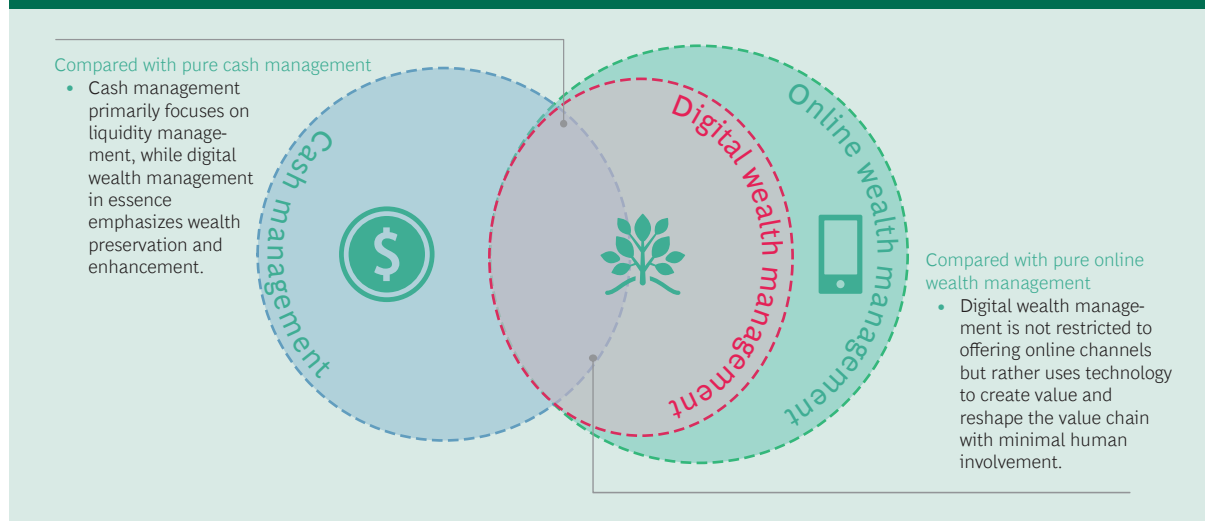 Compared with pure cash management
• Cash management
primarily focuses on
liquidity manage-
ment, while digital
wealth management
in essence
emphasizes wealth
preservation and
enhancement.
Cash management
$
Digital wealth management
Online wealth management
Compared with pure online
wealth management
• Digital wealth manage-
ment is not restricted to
offering online channels
but rather uses technology
to create value and
reshape the value chain
with minimal human
involvement.